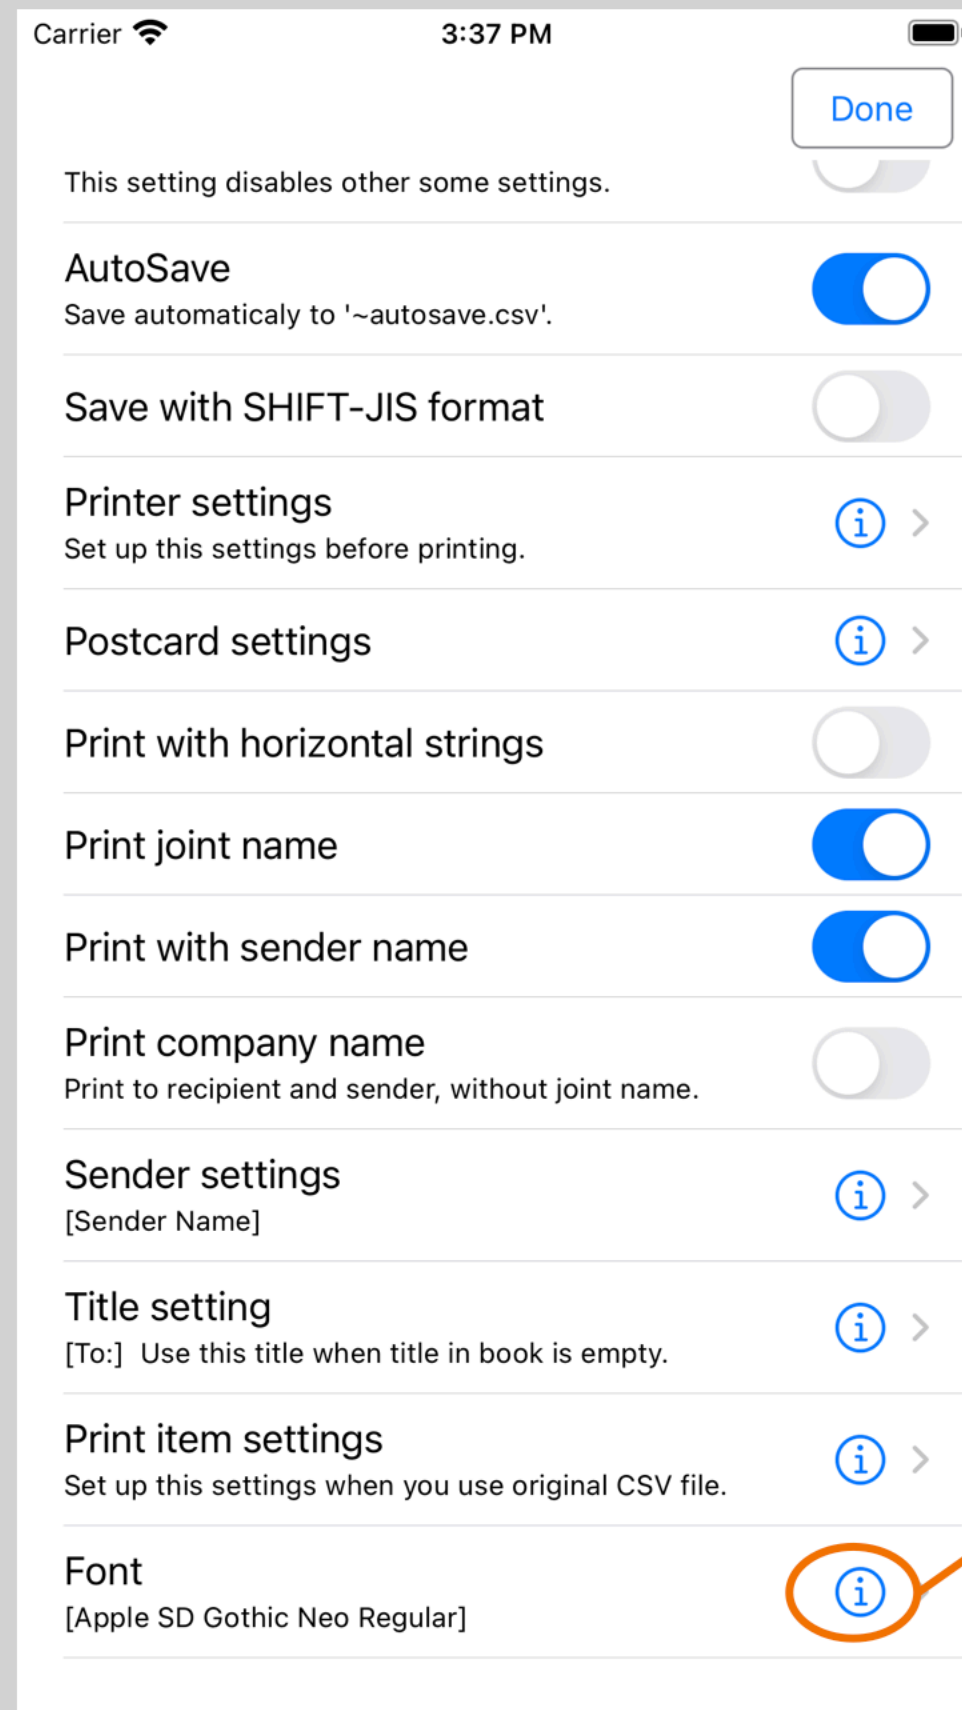 Carrier 3:37 PM
Done
This setting disables other some settings.
AutoSave
Save automaticaly to '~autosave.csv'.
Save with SHIFT-JIS format
Printer settings
Set up this settings before printing.
Postcard settings
Print with horizontal strings
Print joint name
Print with sender name
Print company name
Print to recipient and sender, without joint name.
Sender settings
[Sender Name]
Title setting
[To:]  Use this title when title in book is empty.
Print item settings
Set up this settings when you use original CSV file.
Font
[Apple SD Gothic Neo Regular]